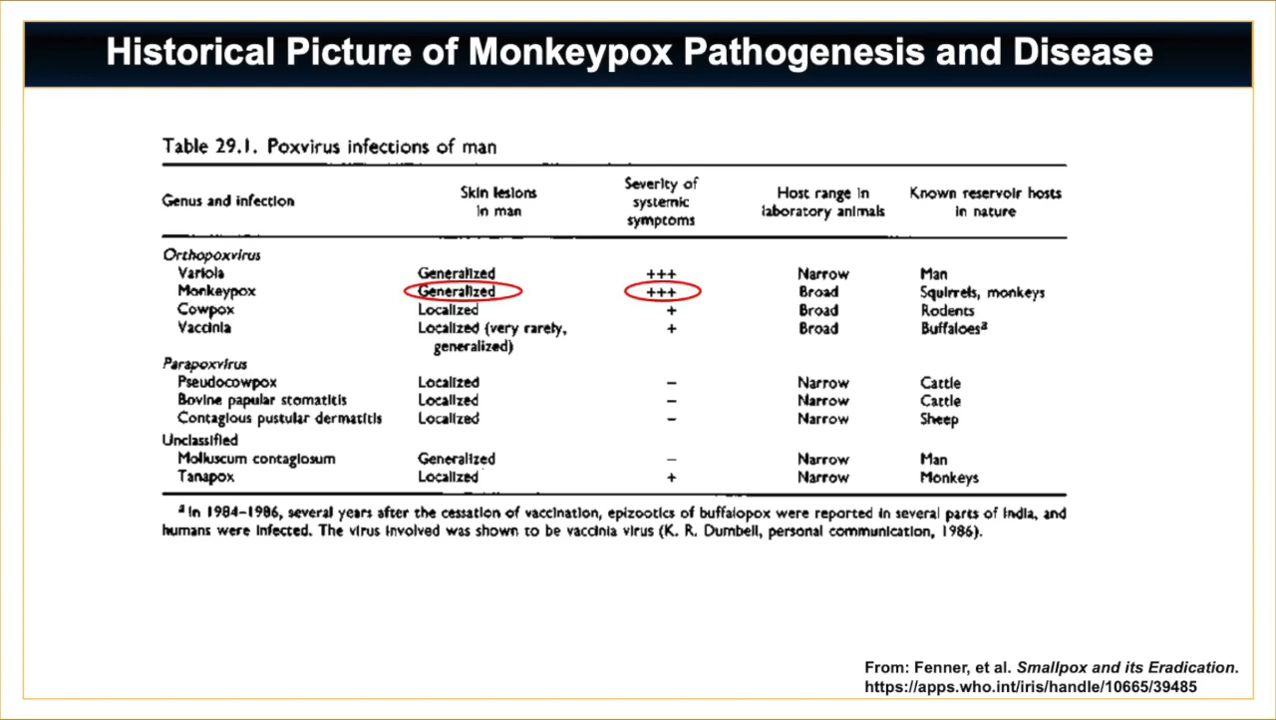 Historical Picture of Monkeypox Pathogenesis and Disease
Table 29.1. Poxvirus infections of man
Genus and infection Skin lesions in man Severity of systemic symptoms Host range in laboratory animals Known reservoir hosts in nature
Orthopoxvirus
Variola Generalized +++ Narrow Man
Monkeypox Generalized +++ Broad Squirrels, monkeys
Cowpox Localized + Broad Rodents
Vaccinia Localized (very rarely, generalized) + Broad Buffaloesª
Parapoxvirus
Pseudocowpox Localized – Narrow Cattle
Bovine papular stomatitis Localized – Narrow Cattle
Contagious pustular dermatitis Localized – Narrow Sheep
Unclassified
Molluscum contagiosum Generalized – Narrow Man
Tanapox Localized + Narrow Monkeys
ª In 1984–1986, several years after the cessation of vaccination, epizootics of buffalopox were reported in several parts of India, and
humans were infected. The virus involved was shown to be vaccinia virus (K. R. Dumbell, personal communication, 1986).
From: Fenner, et al. Smallpox and its Eradication.
https://apps.who.int/iris/handle/10665/39485